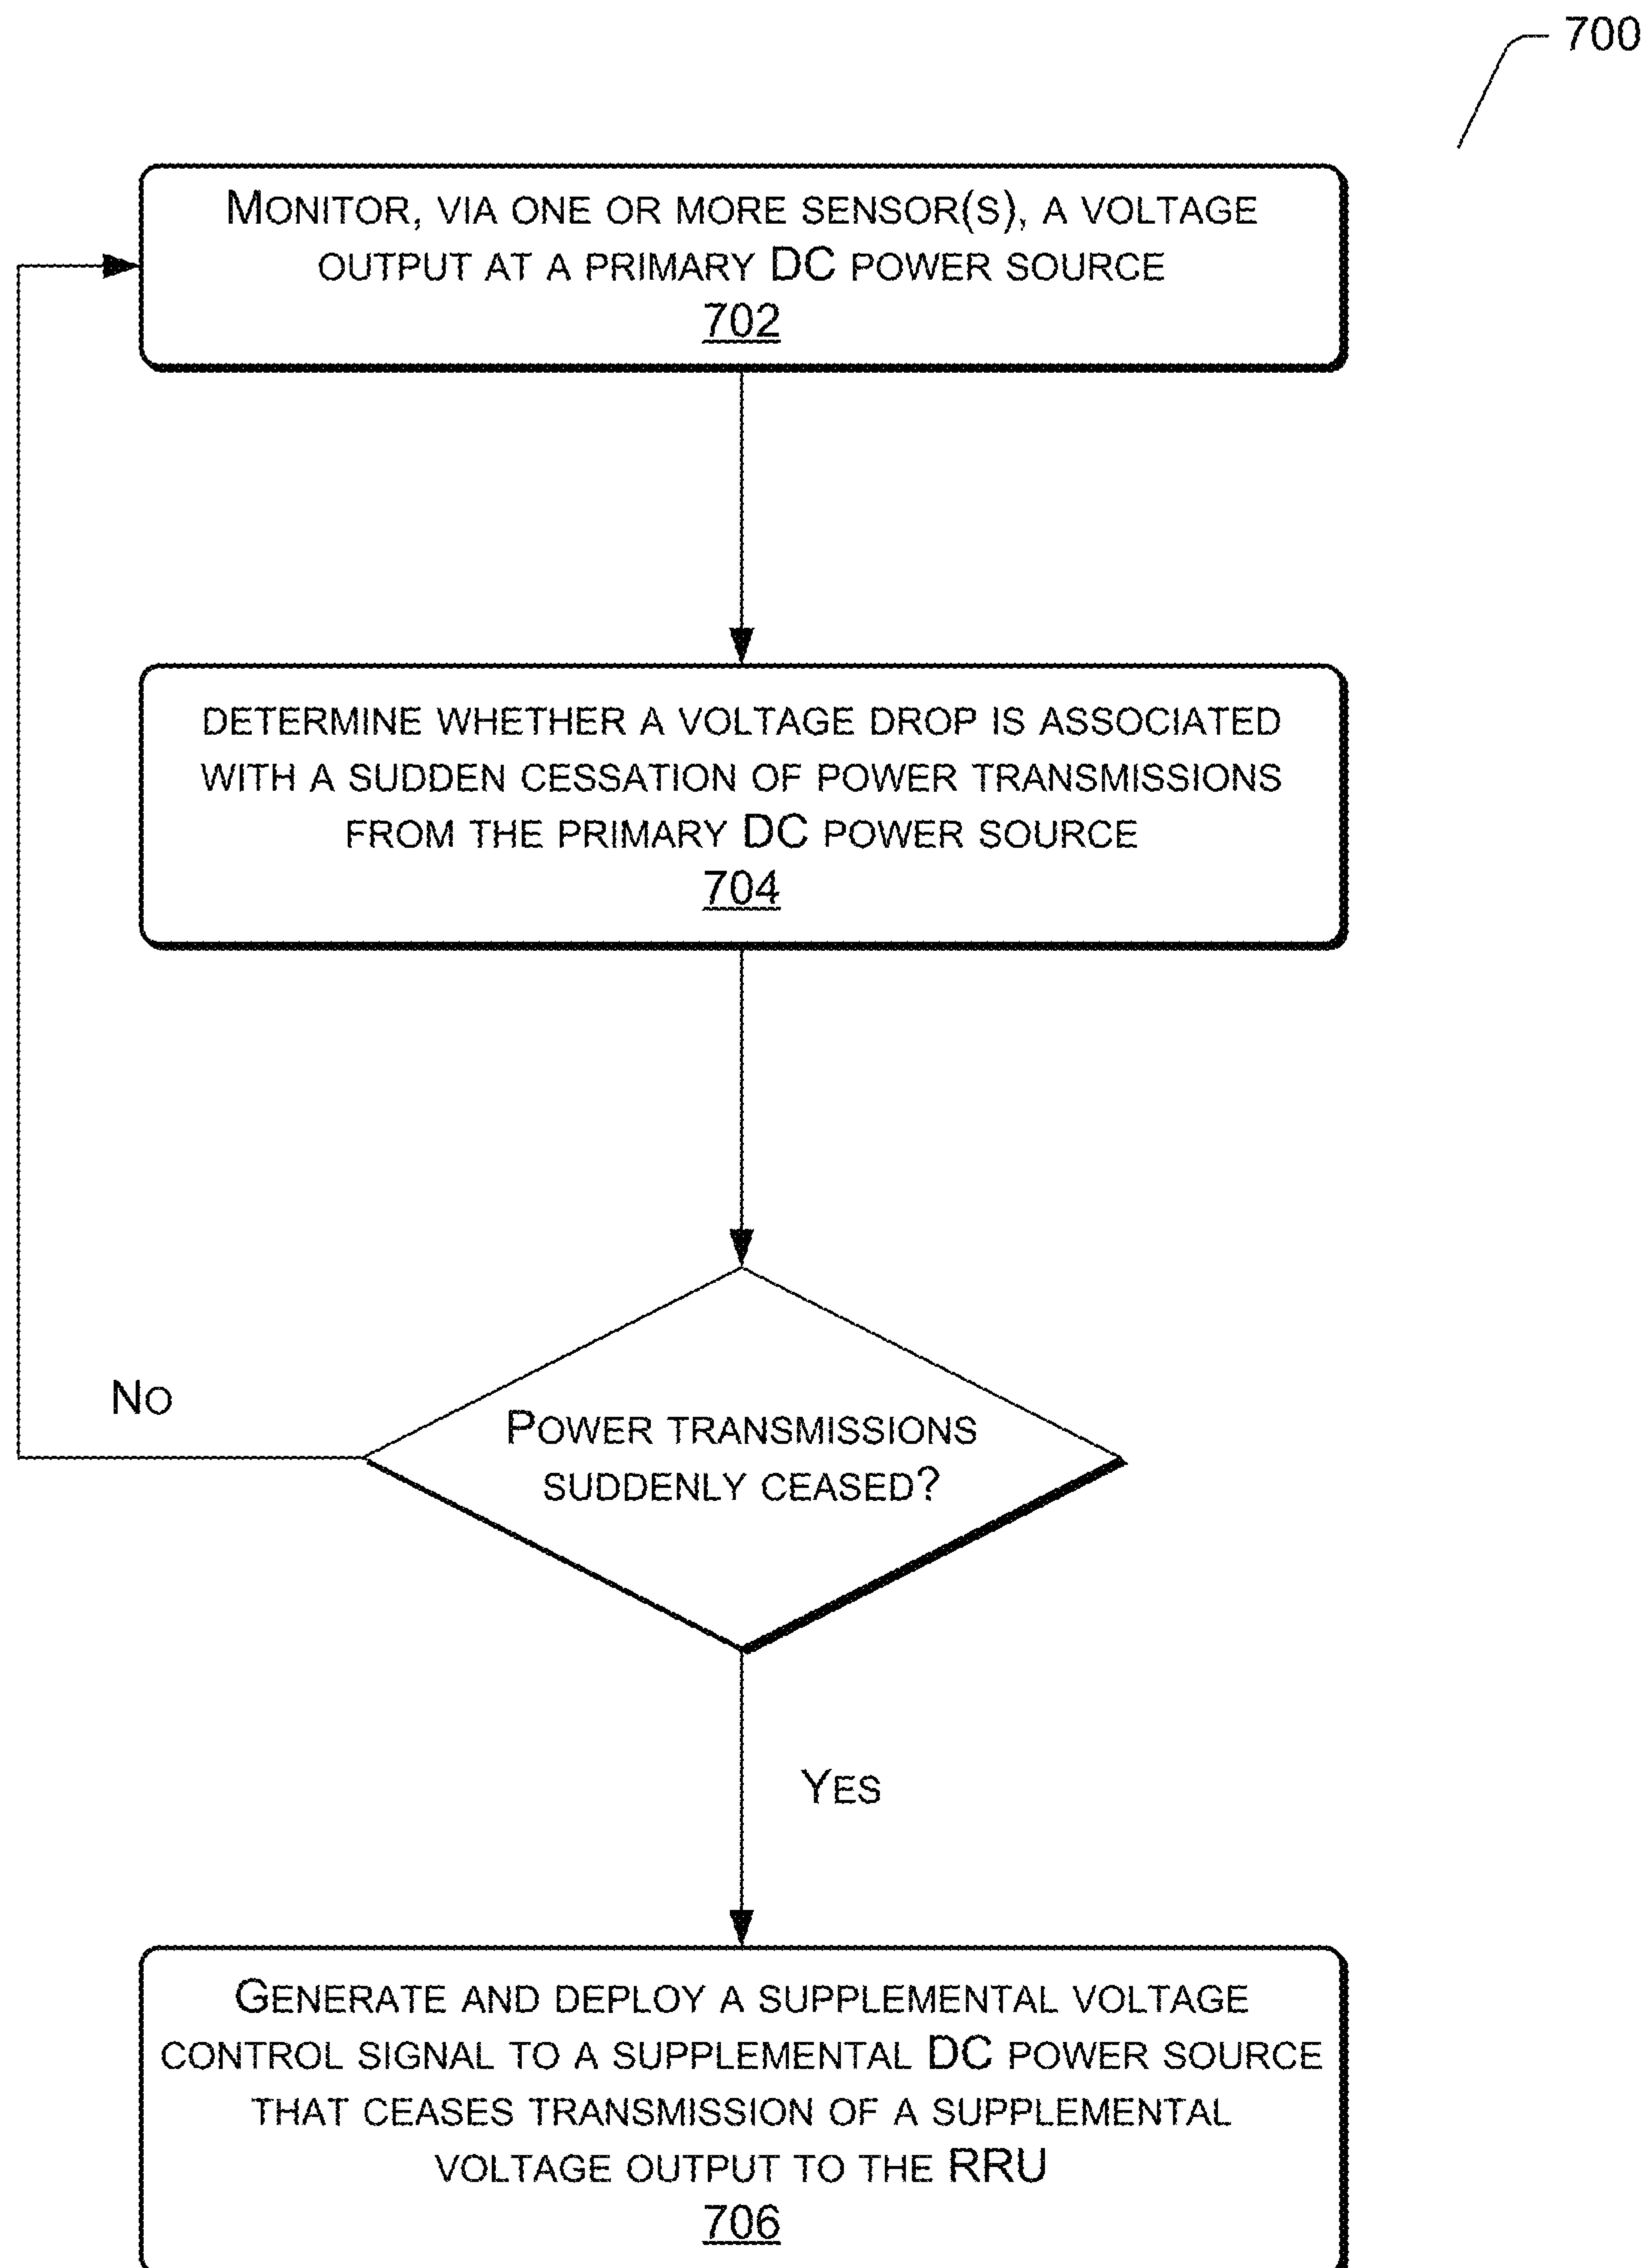 700
MONITOR, VIA ONE OR MORE SENSOR(S), A VOLTAGE
OUTPUT AT A PRIMARY DC POWER SOURCE
702
DETERMINE WHETHER A VOLTAGE DROP IS ASSOCIATED
WITH A SUDDEN CESSATION OF POWER TRANSMISSIONS
FROM THE PRIMARY DC POWER SOURCE
704
NO
POWER TRANSMISSIONS
SUDDENLY CEASED?
YES
GENERATE AND DEPLOY A SUPPLEMENTAL VOLTAGE
CONTROL SIGNAL TO A SUPPLEMENTAL DC POWER SOURCE
THAT CEASES TRANSMISSION OF A SUPPLEMENTAL
VOLTAGE OUTPUT TO THE RRU
706